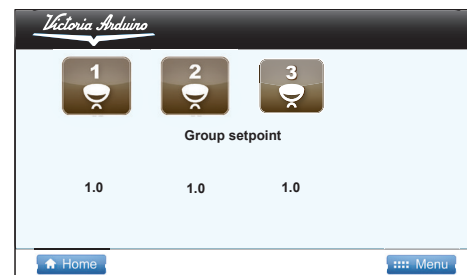 Victoria Arduino
1 2 3
Group setpoint
1.0 1.0 1.0
Home Menu